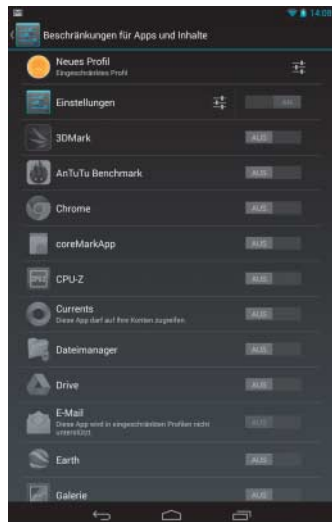 14:08
Beschränkungen für Apps und Inhalte
Neues Profil
Eingeschränktes Profil
Einstellungen
AN
3DMark
AUS
AnTuTu Benchmark
AUS
Chrome
AUS
coreMarkApp
AUS
CPU-Z
AUS
Currents
Diese App darf auf Ihre Konten zugreifen.
AUS
Dateimanager
AUS
Drive
AUS
E-Mail
Diese App wird in eingeschränkten Profilen nicht
unterstützt.
AUS
Earth
AUS
Galerie
AUS